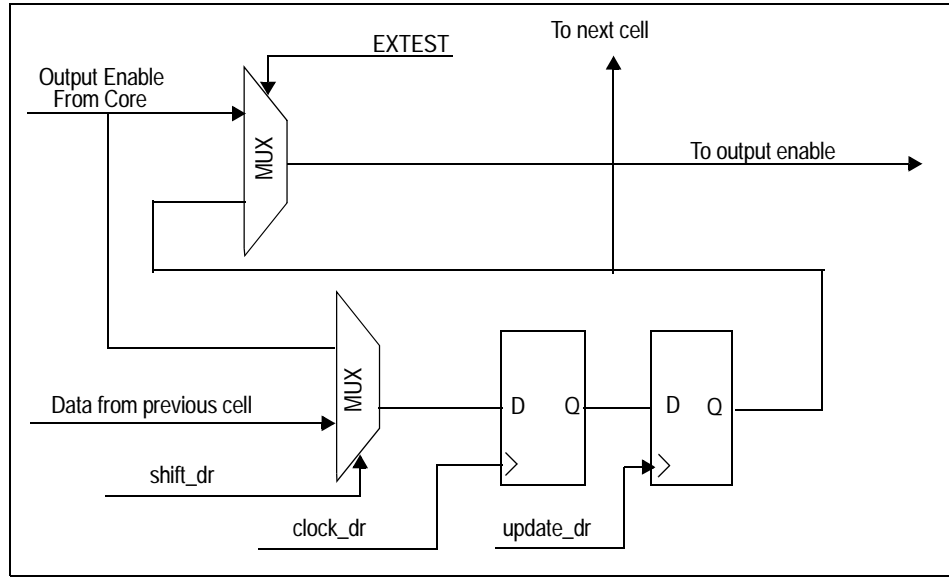 To next cell
EXTEST
Output Enable
From Core
MUX
To output enable
MUX
D Q
D Q
Data from previous cell
shift_dr
clock_dr
update_dr